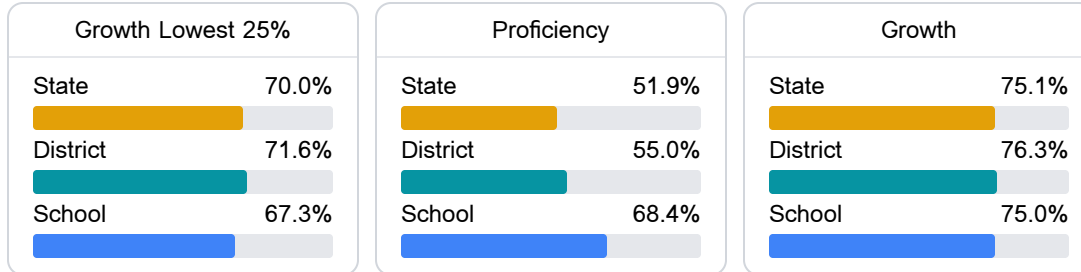 Growth Lowest 25%
State 70.0%
District 71.6%
School 67.3%
Proficiency
State 51.9%
District 55.0%
School 68.4%
Growth
State 75.1%
District 76.3%
School 75.0%